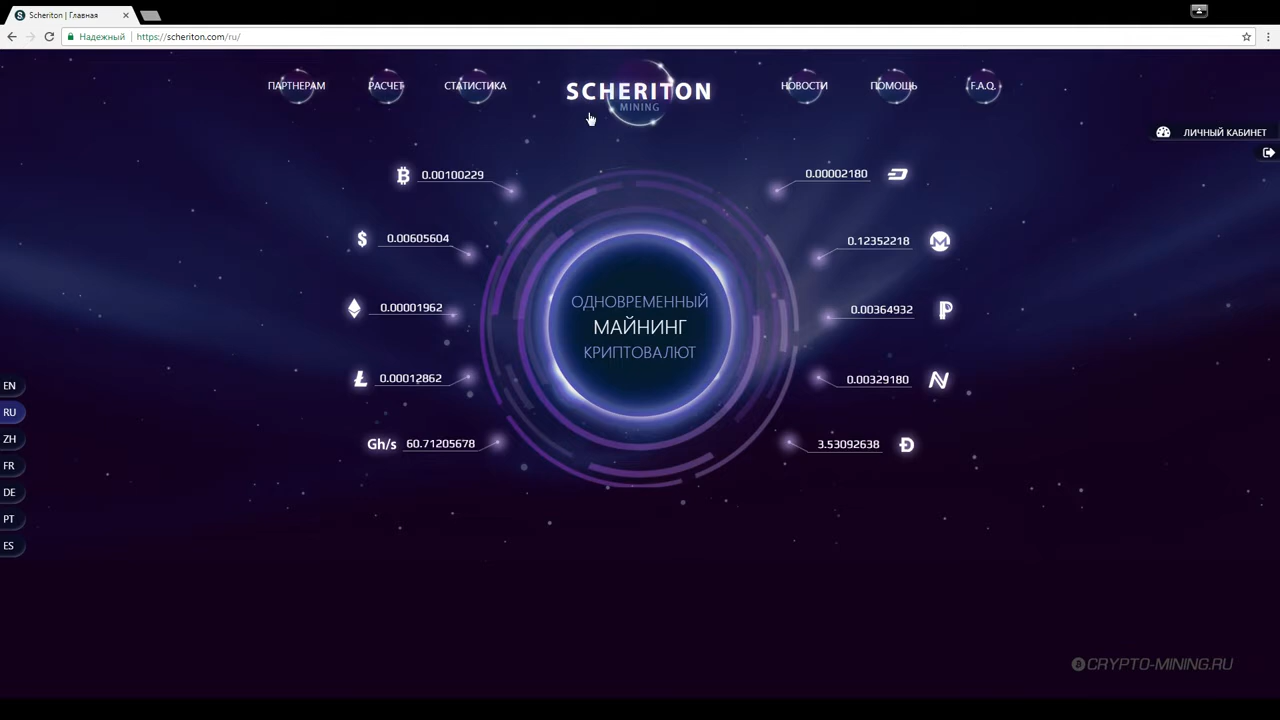 Scheriton | Главная
Надежный
https://scheriton.com/ru/
ПАРТНЕРАМ
РАСЧЕТ
СТАТИСТИКА
SCHERITON
MINING
НОВОСТИ
ПОМОЩЬ
F.A.Q.
ЛИЧНЫЙ КАБИНЕТ
0.00100229
0.00002180
$ 0.00605604
0.12352218
0.00001962
0.00364932
0.00012862
0.00329180
Gh/s 60.71205678
3.53092638
ОДНОВРЕМЕННЫЙ
МАЙНИНГ
КРИПТОВАЛЮТ
EN
RU
ZH
FR
DE
PT
ES
CRYPTO-MINING.RU